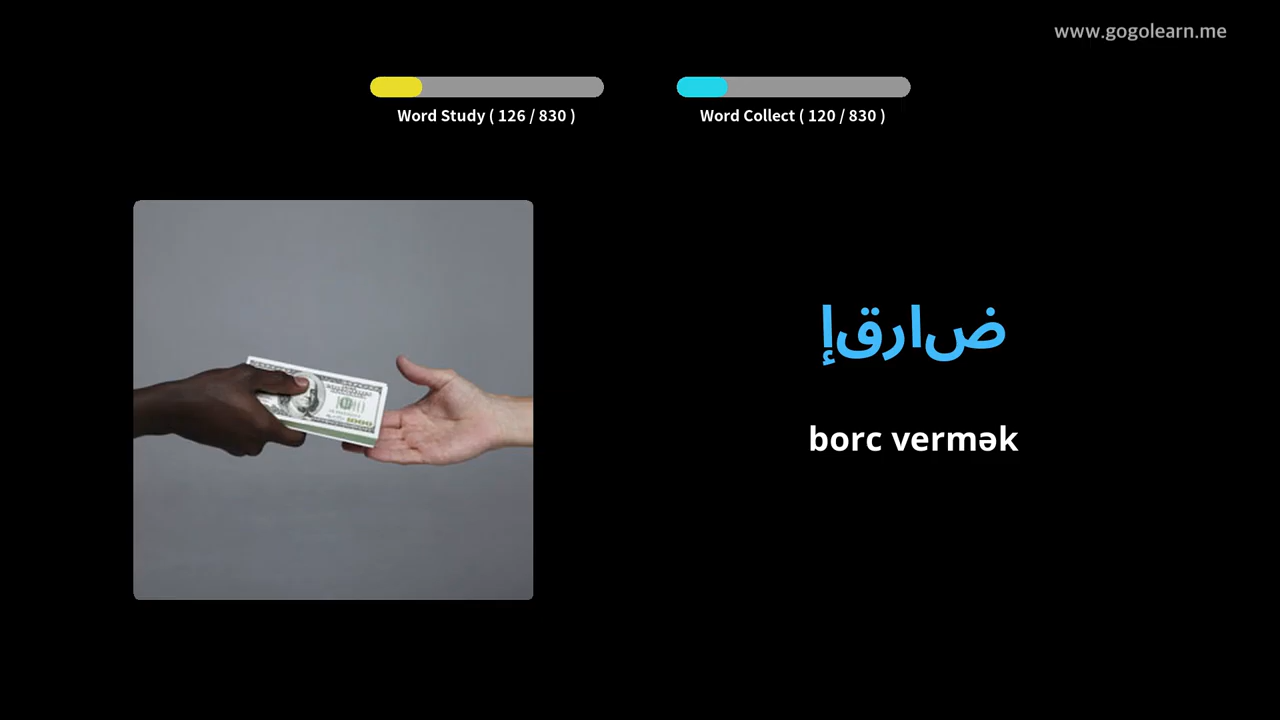 www.gogolearn.me
Word Study ( 126 / 830 )
Word Collect ( 120 / 830 )
إقراض
borc vermək